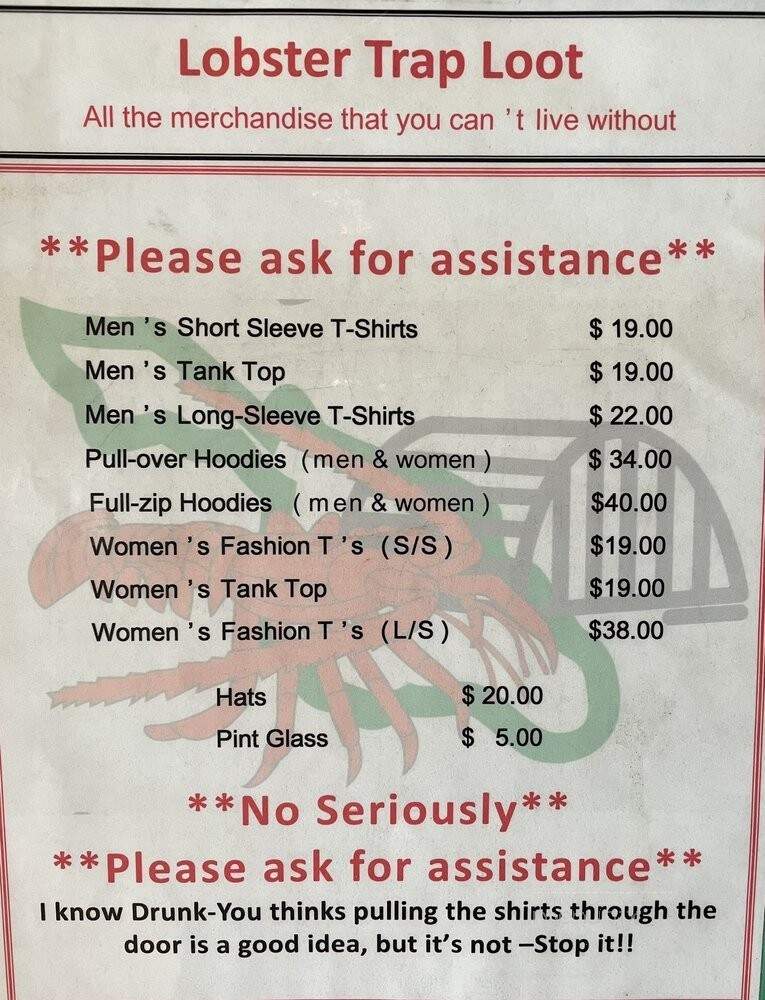 Lobster Trap Loot
All the merchandise that you can 't live without
**Please ask for assistance**
Men 's Short Sleeve T-Shirts $ 19.00
Men 's Tank Top $ 19.00
Men 's Long-Sleeve T-Shirts $ 22.00
Pull-over Hoodies (men & women) $ 34.00
Full-zip Hoodies (men & women) $40.00
Women 's Fashion T 's (S/S) $19.00
Women 's Tank Top $19.00
Women 's Fashion T 's (L/S) $38.00
Hats $ 20.00
Pint Glass $ 5.00
**No Seriously**
**Please ask for assistance**
I know Drunk-You thinks pulling the shirts through the
door is a good idea, but it's not –Stop it!!